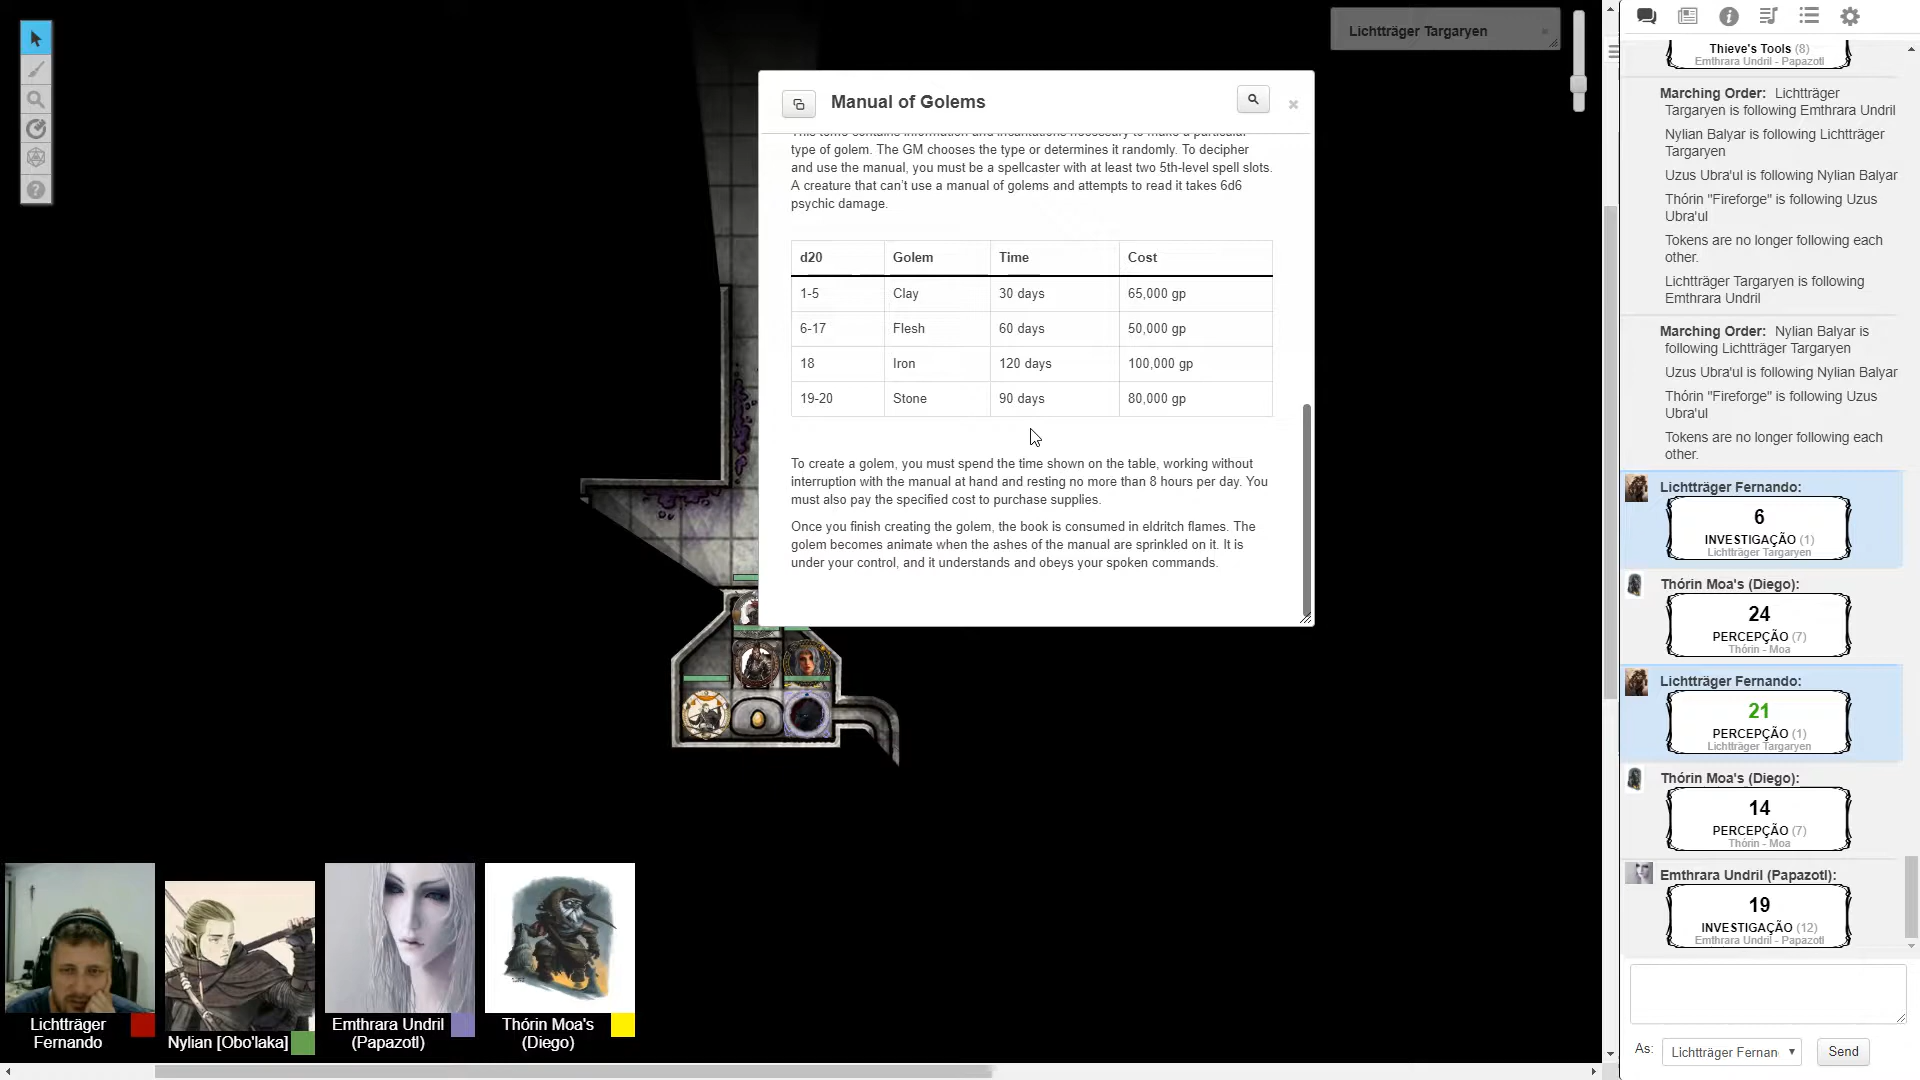 Lichtträger Targaryen
Manual of Golems
This tome contains information and incantations necessary to make a particular
type of golem. The GM chooses the type or determines it randomly. To decipher
and use the manual, you must be a spellcaster with at least two 5th-level spell slots.
A creature that can't use a manual of golems and attempts to read it takes 6d6
psychic damage.
d20 Golem Time Cost
1-5 Clay 30 days 65,000 gp
6-17 Flesh 60 days 50,000 gp
18 Iron 120 days 100,000 gp
19-20 Stone 90 days 80,000 gp
To create a golem, you must spend the time shown on the table, working without
interruption with the manual at hand and resting no more than 8 hours per day. You
must also pay the specified cost to purchase supplies.
Once you finish creating the golem, the book is consumed in eldritch flames. The
golem becomes animate when the ashes of the manual are sprinkled on it. It is
under your control, and it understands and obeys your spoken commands.
Lichtträger
Fernando
Nylian [Obo'laka]
Emthrara Undril
(Papazotl)
Thórin Moa's
(Diego)
Thieve's Tools (8)
Emthrara Undril - Papazotl
Marching Order: Lichtträger
Targaryen is following Emthrara Undril
Nylian Balyar is following Lichtträger
Targaryen
Uzus Ubra'ul is following Nylian Balyar
Thórin "Fireforge" is following Uzus
Ubra'ul
Tokens are no longer following each
other.
Lichtträger Targaryen is following
Emthrara Undril
Marching Order: Nylian Balyar is
following Lichtträger Targaryen
Uzus Ubra'ul is following Nylian Balyar
Thórin "Fireforge" is following Uzus
Ubra'ul
Tokens are no longer following each
other.
Lichtträger Fernando:
6
INVESTIGAÇÃO (1)
Lichtträger Targaryen
Thórin Moa's (Diego):
24
PERCEPÇÃO (7)
Thórin - Moa
Lichtträger Fernando:
21
PERCEPÇÃO (1)
Lichtträger Targaryen
Thórin Moa's (Diego):
14
PERCEPÇÃO (7)
Thórin - Moa
Emthrara Undril (Papazotl):
19
INVESTIGAÇÃO (12)
Emthrara Undril - Papazotl
As: Lichtträger Fernan Send